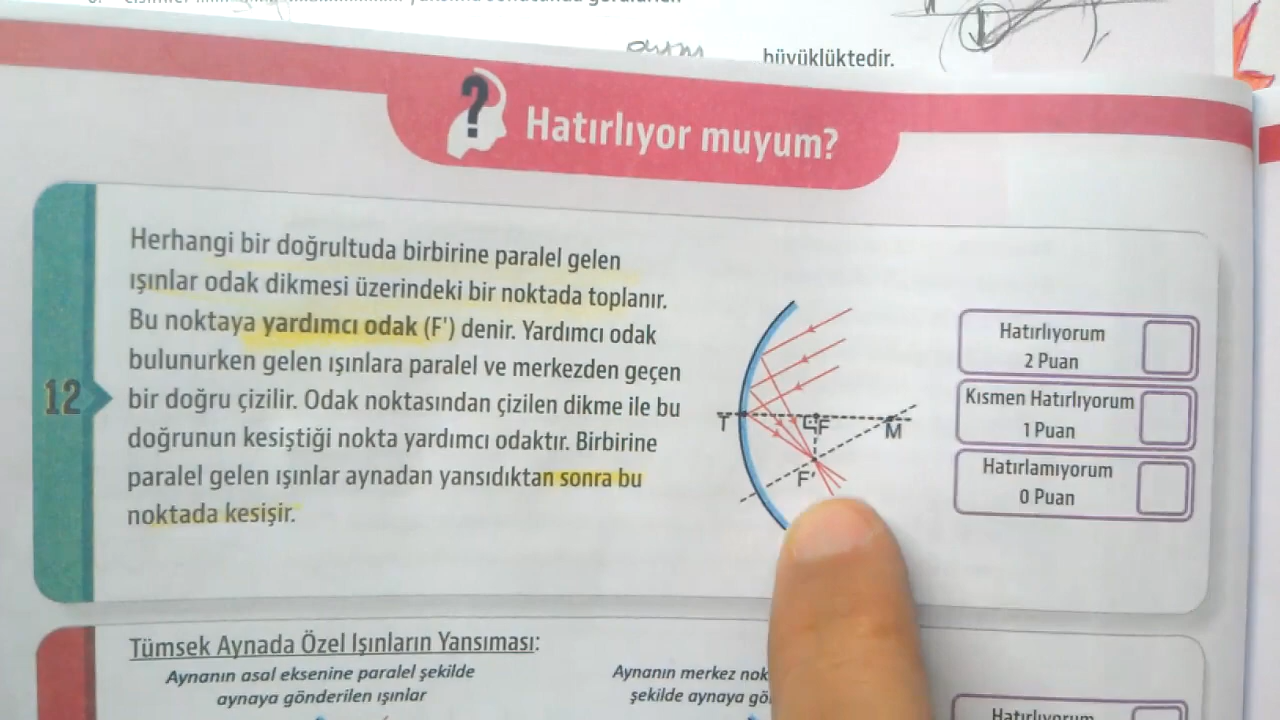 büyüklüktedir.
?
Hatırlıyor muyum?
12
Herhangi bir doğrultuda birbirine paralel gelen
ışınlar odak dikmesi üzerindeki bir noktada toplanır.
Bu noktaya yardımcı odak (F') denir. Yardımcı odak
bulunurken gelen ışınlara paralel ve merkezden geçen
bir doğru çizilir. Odak noktasından çizilen dikme ile bu
doğrunun kesiştiği nokta yardımcı odaktır. Birbirine
paralel gelen ışınlar aynadan yansıdıktan sonra bu
noktada kesişir.
T
F
M
F'
Hatırlıyorum
2 Puan
Kısmen Hatırlıyorum
1 Puan
Hatırlamıyorum
0 Puan
Tümsek Aynada Özel Işınların Yansıması:
Aynanın asal eksenine paralel şekilde
aynaya gönderilen ışınlar
Aynanın merkez nok
şekilde aynaya gö
Hatırlıyorum